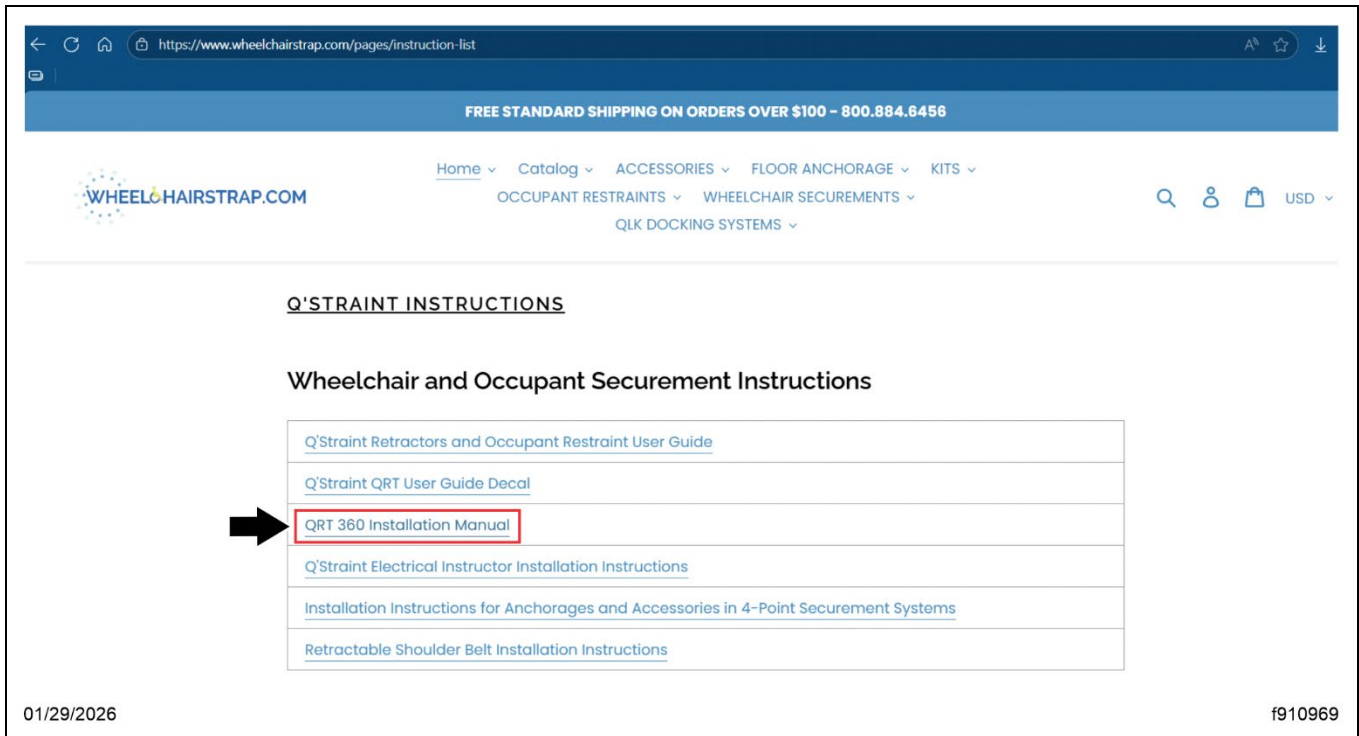 https://www.wheelchairstrap.com/pages/instruction-list
FREE STANDARD SHIPPING ON ORDERS OVER $100 - 800.884.6456
WHEELCHAIRSTRAP.COM
Home Catalog ACCESSORIES FLOOR ANCHORAGE KITS
OCCUPANT RESTRAINTS WHEELCHAIR SECUREMENTS
QLK DOCKING SYSTEMS
USD
Q'STRAINT INSTRUCTIONS
Wheelchair and Occupant Securement Instructions
Q'Straint Retractors and Occupant Restraint User Guide
Q'Straint QRT User Guide Decal
QRT 360 Installation Manual
Q'Straint Electrical Instructor Installation Instructions
Installation Instructions for Anchorages and Accessories in 4-Point Securement Systems
Retractable Shoulder Belt Installation Instructions
01/29/2026
f910969